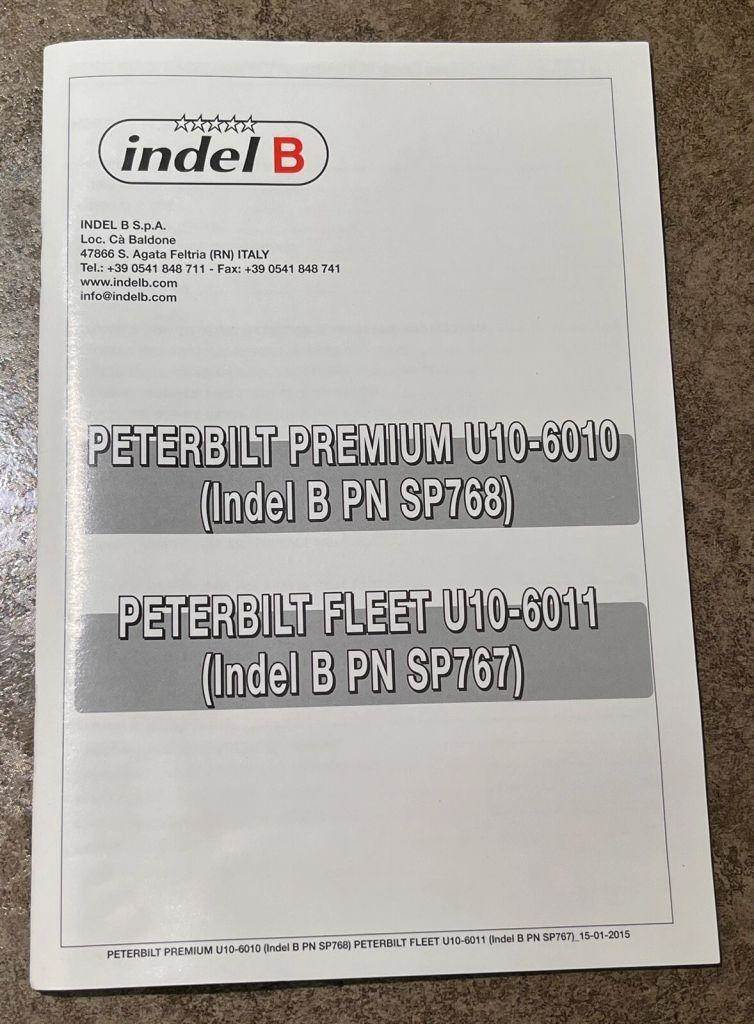 indel B
INDEL B S.p.A.
Loc. Cà Baldone
47866 S. Agata Feltria (RN) ITALY
Tel.: +39 0541 848 711 - Fax: +39 0541 848 741
www.indelb.com
info@indelb.com
PETERBILT PREMIUM U10-6010
(Indel B PN SP768)
PETERBILT FLEET U10-6011
(Indel B PN SP767)
PETERBILT PREMIUM U10-6010 (Indel B PN SP768) PETERBILT FLEET U10-6011 (Indel B PN SP767)_15-01-2015